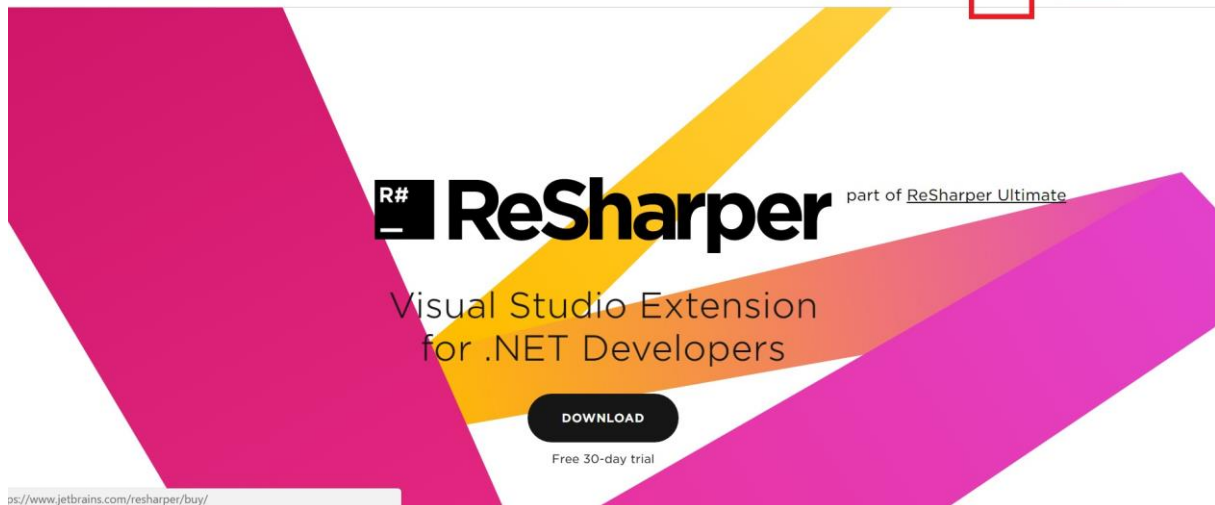 R# ReSharper part of ReSharper Ultimate
Visual Studio Extension
for .NET Developers
DOWNLOAD
Free 30-day trial
ps://www.jetbrains.com/resharper/buy/